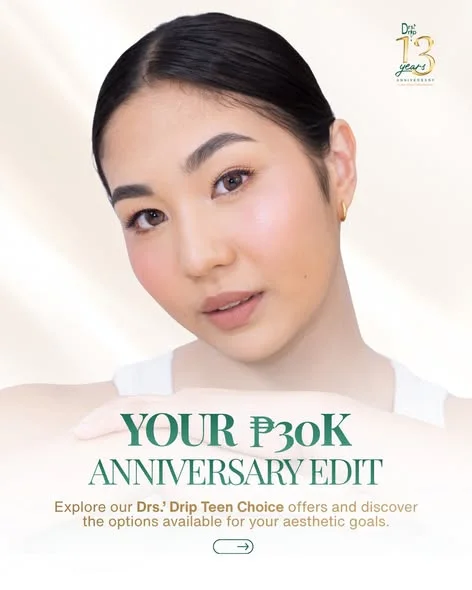 Drs.'
Drip
13
years
ANNIVERSARY
YOUR ₱30K
ANNIVERSARY EDIT
Explore our Drs.' Drip Teen Choice offers and discover
the options available for your aesthetic goals.